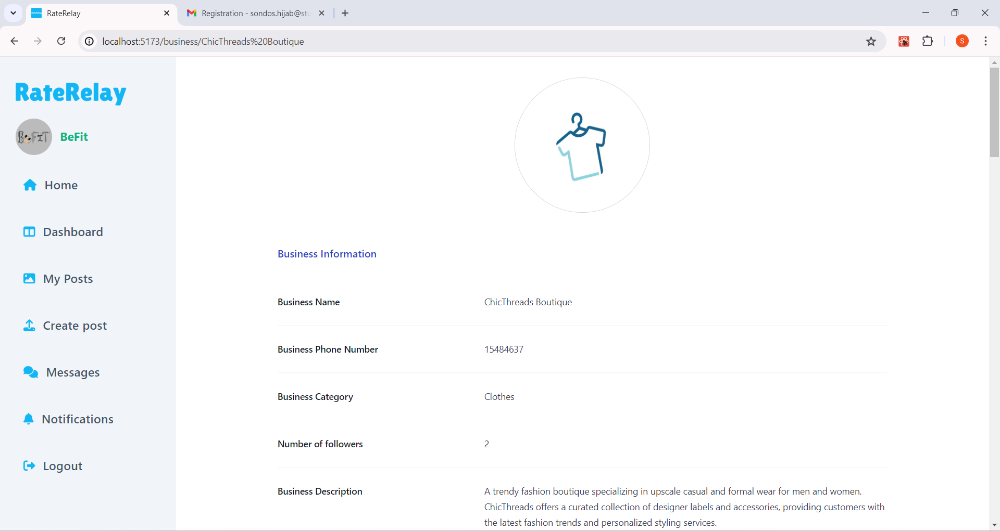 RateRelay
Registration - sondos.hijab@stu
localhost:5173/business/ChicThreads%20Boutique
S
RateRelay
BeFiT
BeFit
Home
Dashboard
My Posts
Create post
Messages
Notifications
Logout
Business Information
Business Name
ChicThreads Boutique
Business Phone Number
15484637
Business Category
Clothes
Number of followers
2
Business Description
A trendy fashion boutique specializing in upscale casual and formal wear for men and women.
ChicThreads offers a curated collection of designer labels and accessories, providing customers with
the latest fashion trends and personalized styling services.